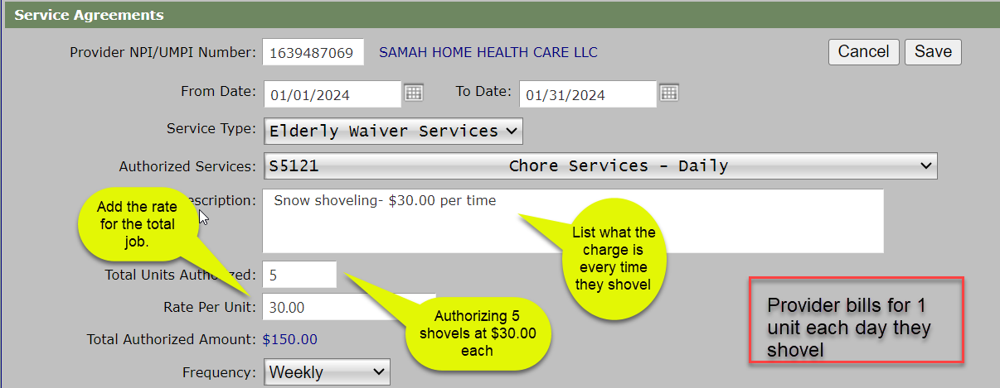 Service Agreements
Provider NPI/UMPI Number: 1639487069 SAMAH HOME HEALTH CARE LLC Cancel Save
From Date: 01/01/2024 To Date: 01/31/2024
Service Type: Elderly Waiver Services
Authorized Services: S5121 Chore Services - Daily
escription: Snow shoveling- $30.00 per time
Add the rate
for the total
job.
List what the
charge is
every time
they shovel
Total Units Authorized: 5
Rate Per Unit: 30.00
Authorizing 5
shovels at $30.00
each
Provider bills for 1
unit each day they
shovel
Total Authorized Amount: $150.00
Frequency: Weekly